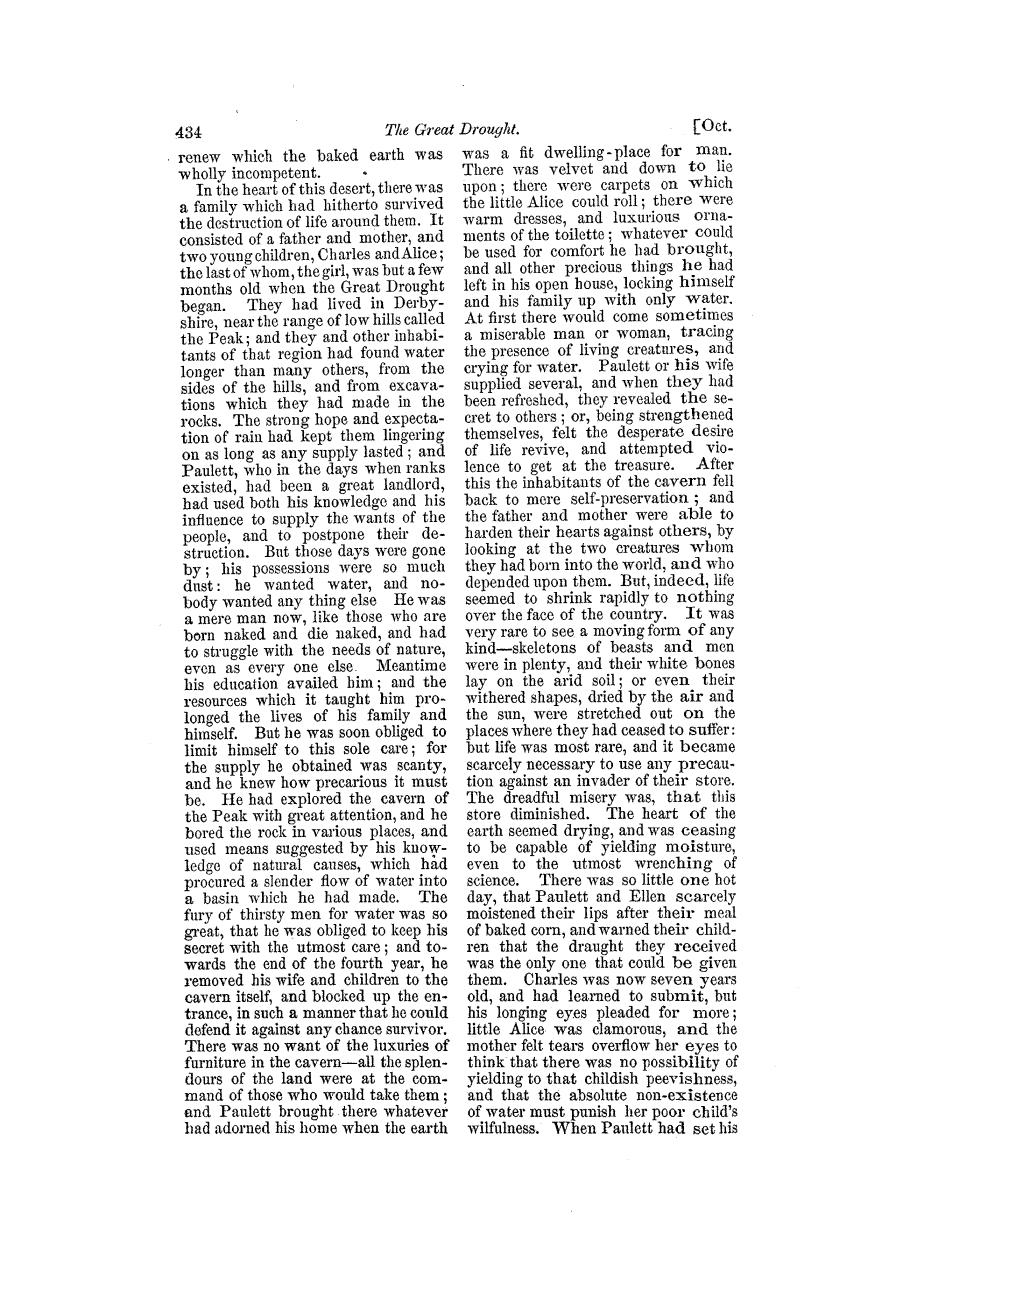 434
The Great Drought.
[Oct.
renew which the baked earth was
wholly incompetent.
In the heart of this desert, there was
a family which had hitherto survived
the destruction of life around them. It
consisted of a father and mother, and
two young children, Charles and Alice;
the last of whom, the girl, was but a few
months old when the Great Drought
began. They had lived in Derby-
shire, near the range of low hills called
the Peak; and they and other inhabi-
tants of that region had found water
longer than many others, from the
sides of the hills, and from excava-
tions which they had made in the
rocks. The strong hope and expecta-
tion of rain had kept them lingering
on as long as any supply lasted; and
Paulett, who in the days when ranks
existed, had been a great landlord,
had used both his knowledge and his
influence to supply the wants of the
people, and to postpone their de-
struction. But those days were gone
by; his possessions were so much
dust: he wanted water, and no-
body wanted any thing else He was
a mere man now, like those who are
born naked and die naked, and had
to struggle with the needs of nature,
even as every one else. Meantime
his education availed him; and the
resources which it taught him pro-
longed the lives of his family and
himself. But he was soon obliged to
limit himself to this sole care; for
the supply he obtained was scanty,
and he knew how precarious it must
be. He had explored the cavern of
the Peak with great attention, and he
bored the rock in various places, and
used means suggested by his know-
ledge of natural causes, which had
procured a slender flow of water into
a basin which he had made. The
fury of thirsty men for water was so
great, that he was obliged to keep his
secret with the utmost care; and to-
wards the end of the fourth year, he
removed his wife and children to the
cavern itself, and blocked up the en-
trance, in such a manner that he could
defend it against any chance survivor.
There was no want of the luxuries of
furniture in the cavern—all the splen-
dours of the land were at the com-
mand of those who would take them;
and Paulett brought there whatever
had adorned his home when the earth
was a fit dwelling-place for man.
There was velvet and down to lie
upon; there were carpets on which
the little Alice could roll; there were
warm dresses, and luxurious orna-
ments of the toilette; whatever could
be used for comfort he had brought,
and all other precious things he had
left in his open house, locking himself
and his family up with only water.
At first there would come sometimes
a miserable man or woman, tracing
the presence of living creatures, and
crying for water. Paulett or his wife
supplied several, and when they had
been refreshed, they revealed the se-
cret to others; or, being strengthened
themselves, felt the desperate desire
of life revive, and attempted vio-
lence to get at the treasure. After
this the inhabitants of the cavern fell
back to mere self-preservation; and
the father and mother were able to
harden their hearts against others, by
looking at the two creatures whom
they had born into the world, and who
depended upon them. But, indeed, life
seemed to shrink rapidly to nothing
over the face of the country. It was
very rare to see a moving form of any
kind—skeletons of beasts and men
were in plenty, and their white bones
lay on the arid soil; or even their
withered shapes, dried by the air and
the sun, were stretched out on the
places where they had ceased to suffer:
but life was most rare, and it became
scarcely necessary to use any precau-
tion against an invader of their store.
The dreadful misery was, that this
store diminished. The heart of the
earth seemed drying, and was ceasing
to be capable of yielding moisture,
even to the utmost wrenching of
science. There was so little one hot
day, that Paulett and Ellen scarcely
moistened their lips after their meal
of baked corn, and warned their child-
ren that the draught they received
was the only one that could be given
them. Charles was now seven years
old, and had learned to submit, but
his longing eyes pleaded for more;
little Alice was clamorous, and the
mother felt tears overflow her eyes to
think that there was no possibility of
yielding to that childish peevishness,
and that the absolute non-existence
of water must punish her poor child's
wilfulness. When Paulett had set his